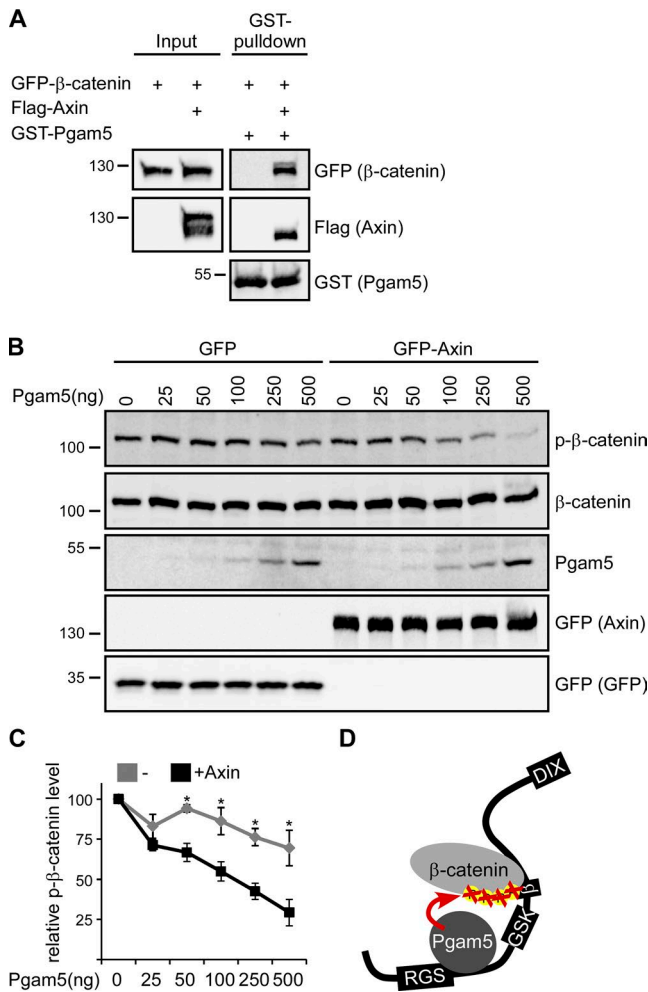 A
Input
GST-
pulldown
GFP-β-catenin + + + +
Flag-Axin + +
GST-Pgam5 + +
130 GFP (β-catenin)
130 Flag (Axin)
55 GST (Pgam5)
B
GFP GFP-Axin
Pgam5(ng) 0 25 50 100 250 500 0 25 50 100 250 500
100 p-β-catenin
100 β-catenin
55 Pgam5
130 GFP (Axin)
35 GFP (GFP)
C
- +Axin
relative p-β-catenin level
100
75
50
25
* * * *
Pgam5(ng) 0 25 50 100 250 500
D
DIX
β-catenin
β
GSK
Pgam5
RGS